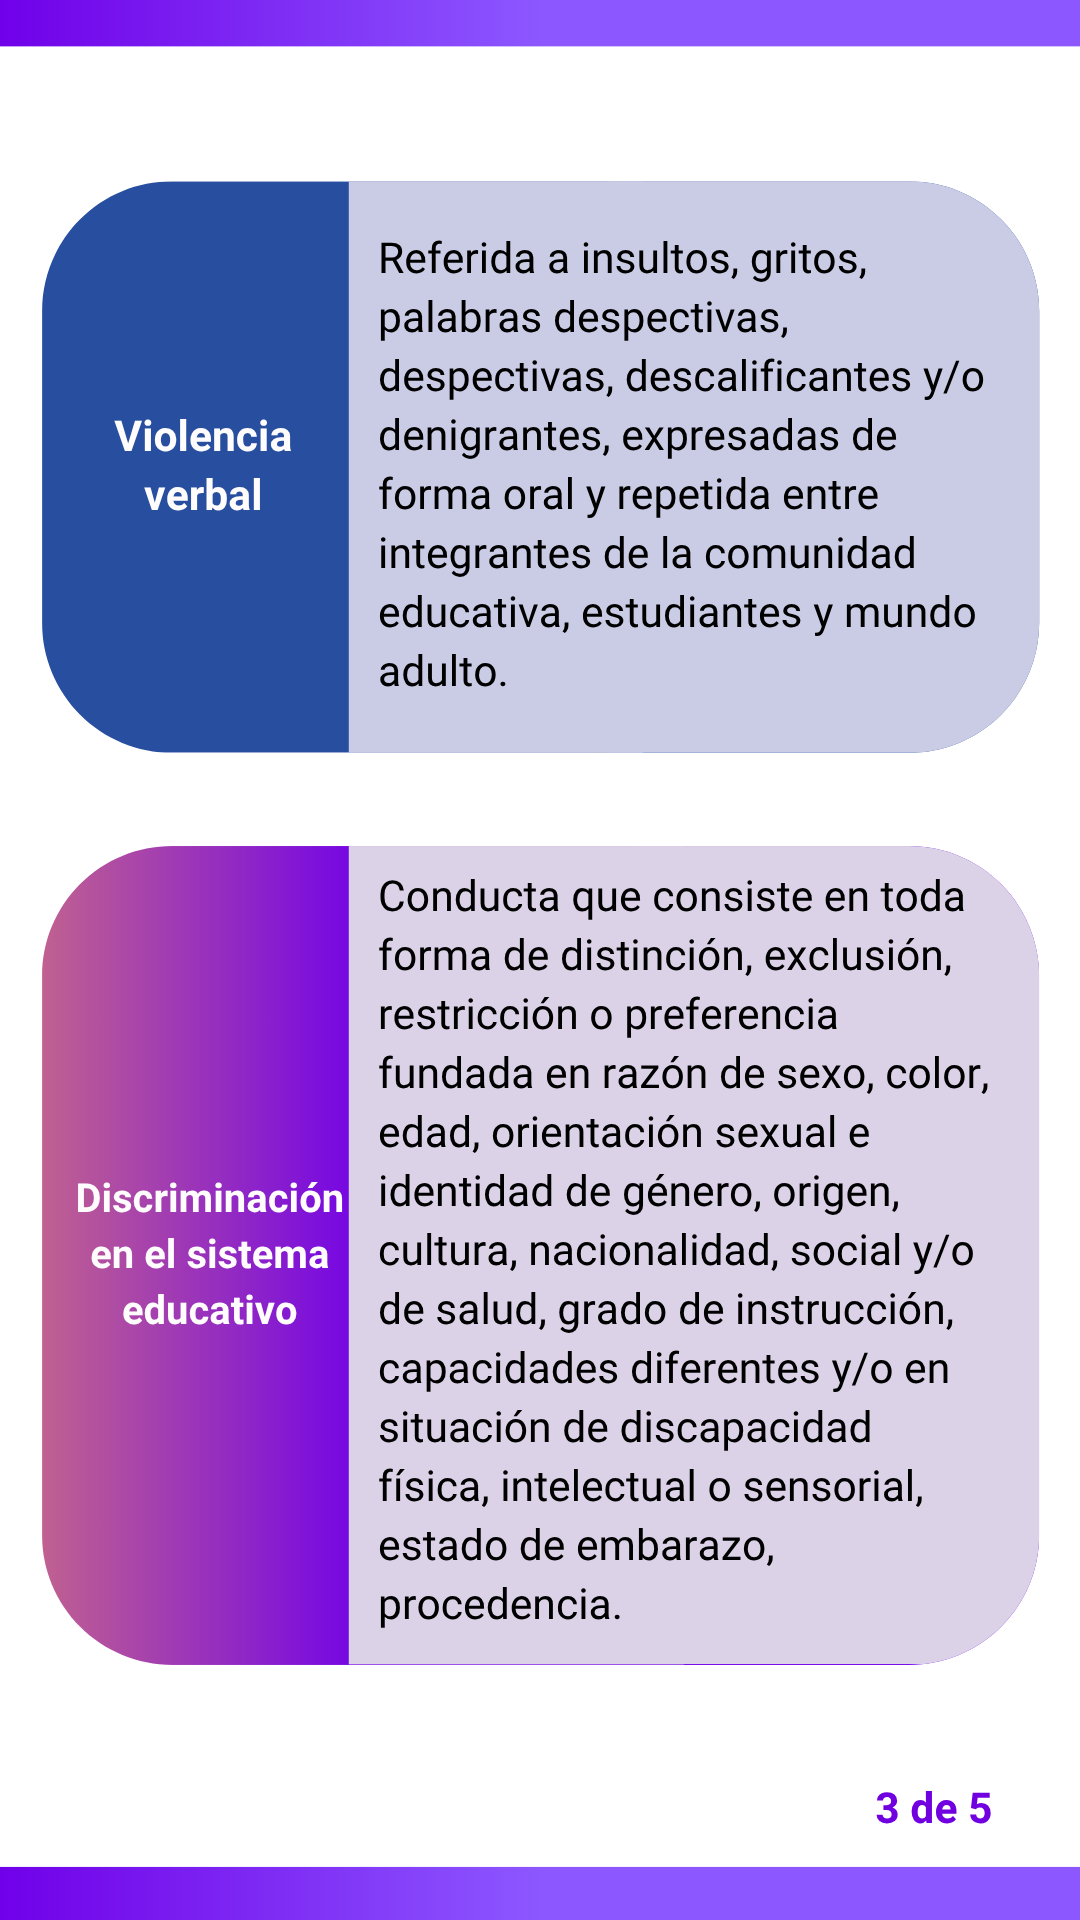 Violencia
verbal
Referida a insultos, gritos,
palabras despectivas,
despectivas, descalificantes y/o
denigrantes, expresadas de
forma oral y repetida entre
integrantes de la comunidad
educativa, estudiantes y mundo
adulto.
Discriminación
en el sistema
educativo
Conducta que consiste en toda
forma de distinción, exclusión,
restricción o preferencia
fundada en razón de sexo, color,
edad, orientación sexual e
identidad de género, origen,
cultura, nacionalidad, social y/o
de salud, grado de instrucción,
capacidades diferentes y/o en
situación de discapacidad
física, intelectual o sensorial,
estado de embarazo,
procedencia.
3 de 5